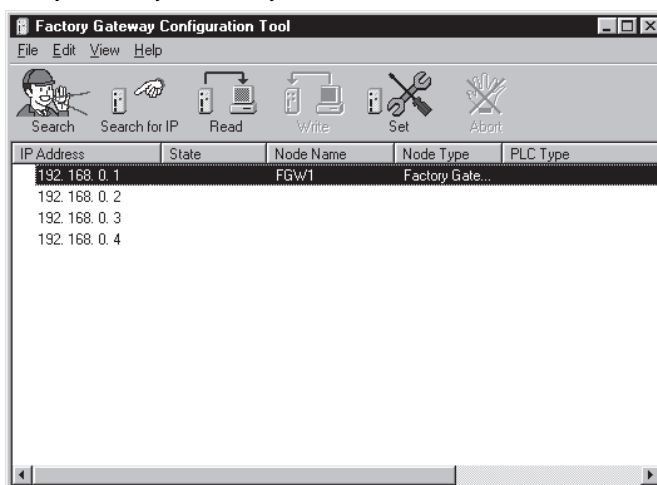 Factory Gateway Configuration Tool
File Edit View Help
Search Search for IP Read Write Set Abort
IP Address State Node Name Node Type PLC Type
192. 168. 0. 1 FGW1 Factory Gate...
192. 168. 0. 2
192. 168. 0. 3
192. 168. 0. 4